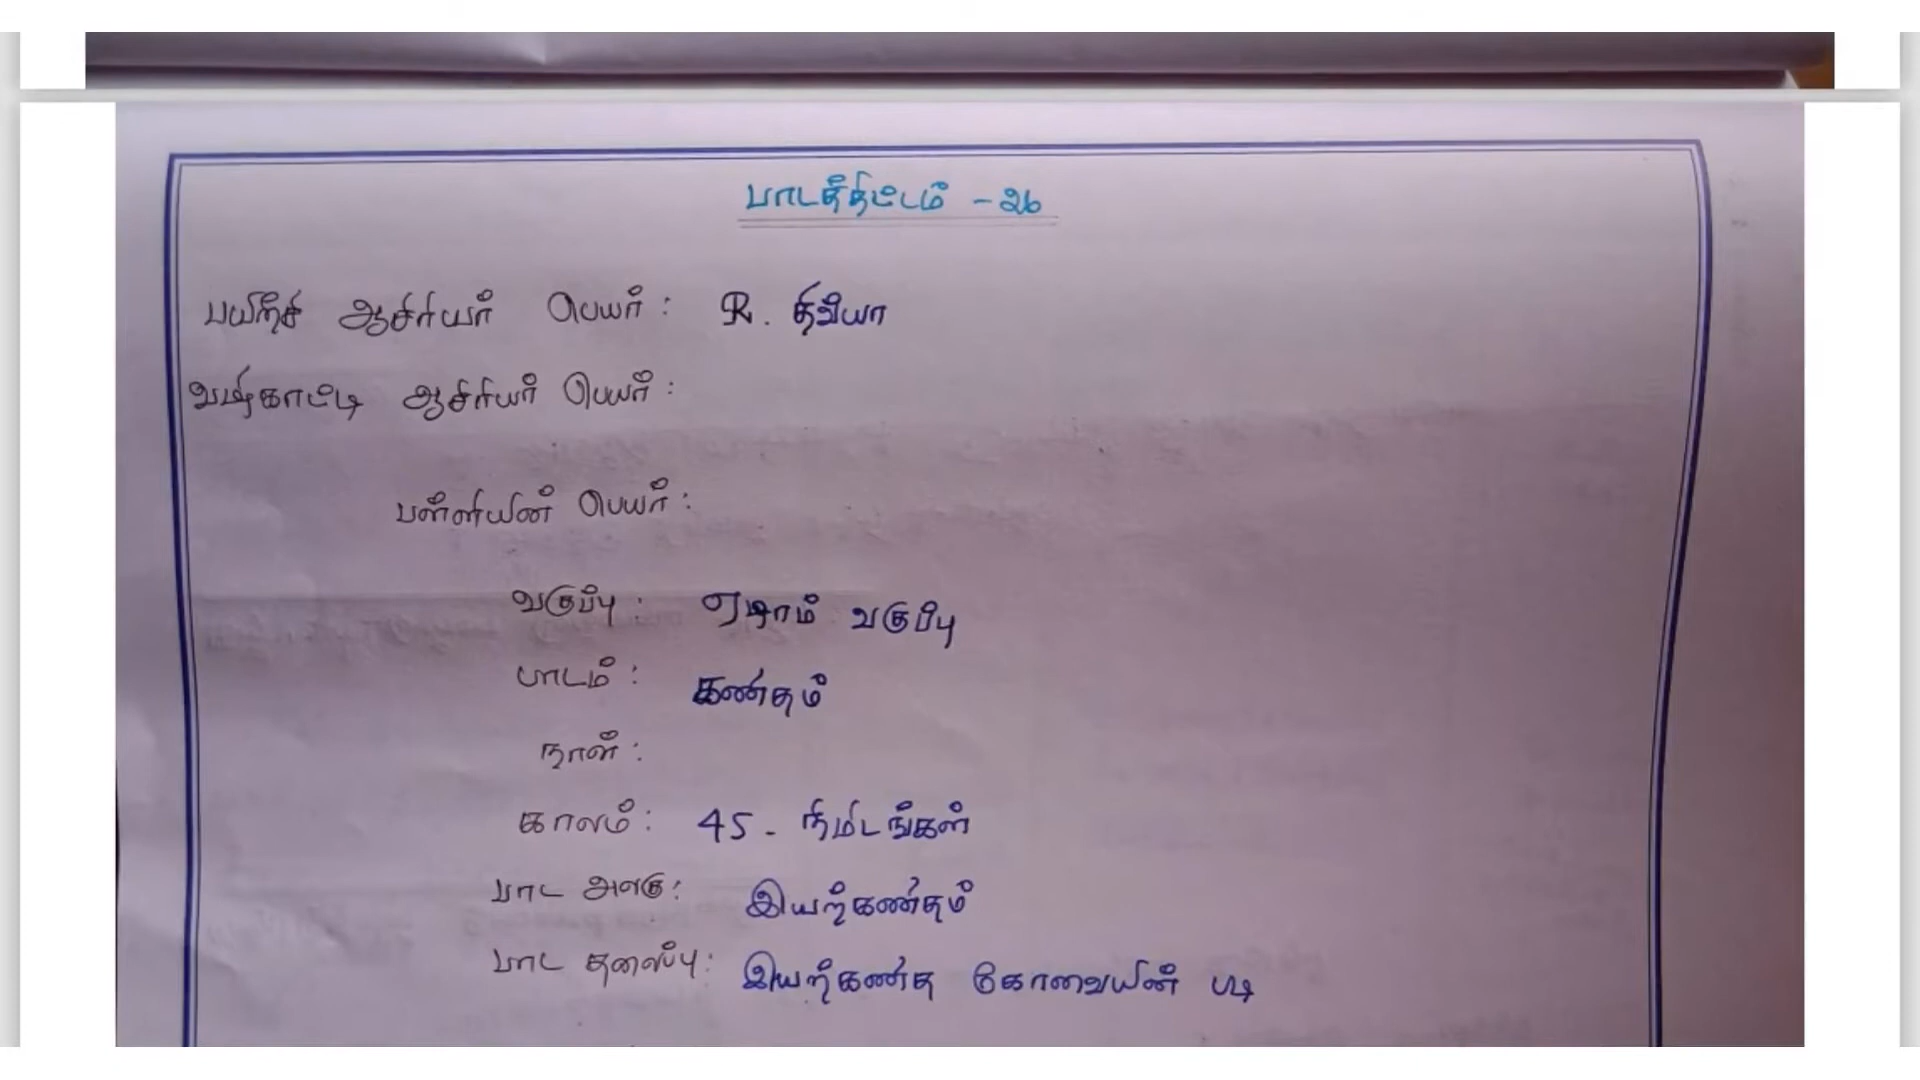 பாடத்திட்டம் - 26
பயிற்சி ஆசிரியர் பெயர் : R. திவ்யா
வழிகாட்டி ஆசிரியர் பெயர் :
பள்ளியின் பெயர் :
வகுப்பு : ஏழாம் வகுப்பு
பாடம் : கணிதம்
நாள் :
காலம் : 45 - நிமிடங்கள்
பாட அலகு : இயற்கணிதம்
பாட தலைப்பு : இயற்கணித கோவையின் படி